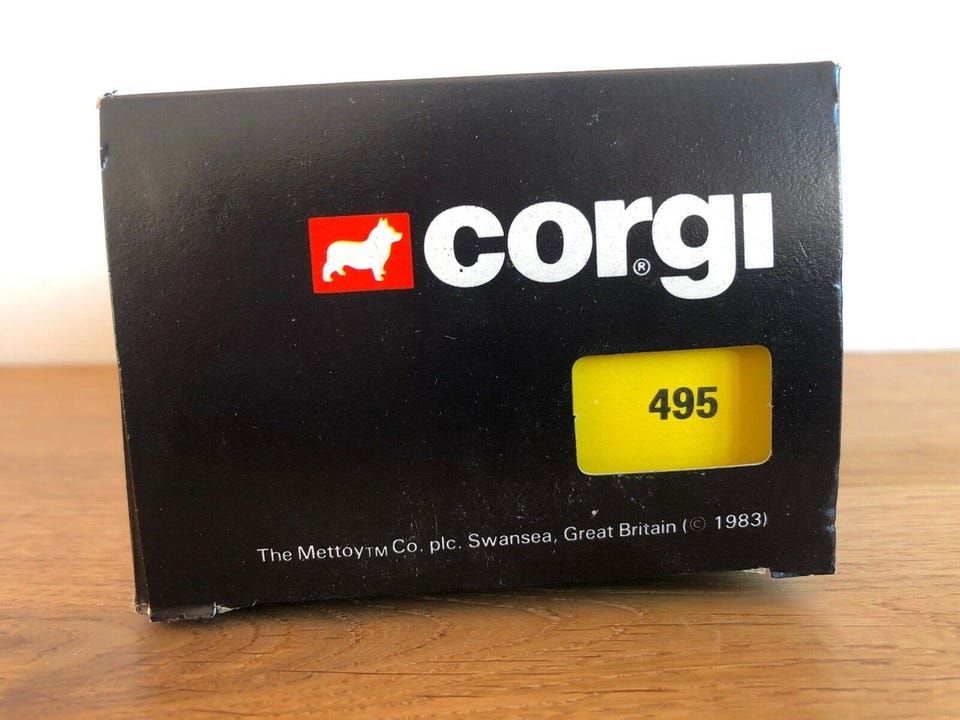 corgi®
495
The Mettoy™ Co. plc. Swansea, Great Britain (© 1983)